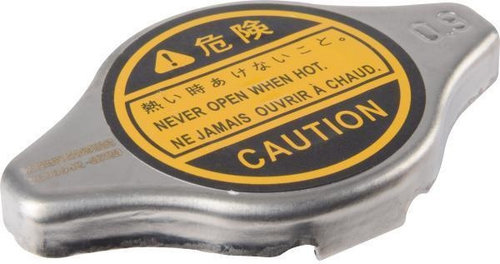 危険
熱い時あけないこと。
NEVER OPEN WHEN HOT.
NE JAMAIS OUVRIR À CHAUD.
CAUTION
0.9